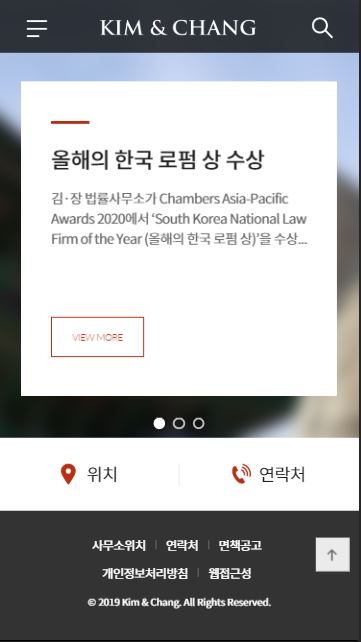 KIM & CHANG
올해의 한국 로펌 상 수상
김·장 법률사무소가 Chambers Asia-Pacific
Awards 2020에서 ‘South Korea National Law
Firm of the Year (올해의 한국 로펌 상)’을 수상...
VIEW MORE
위치 연락처
사무소위치 | 연락처 | 면책공고
개인정보처리방침 | 웹접근성
© 2019 Kim & Chang. All Rights Reserved.